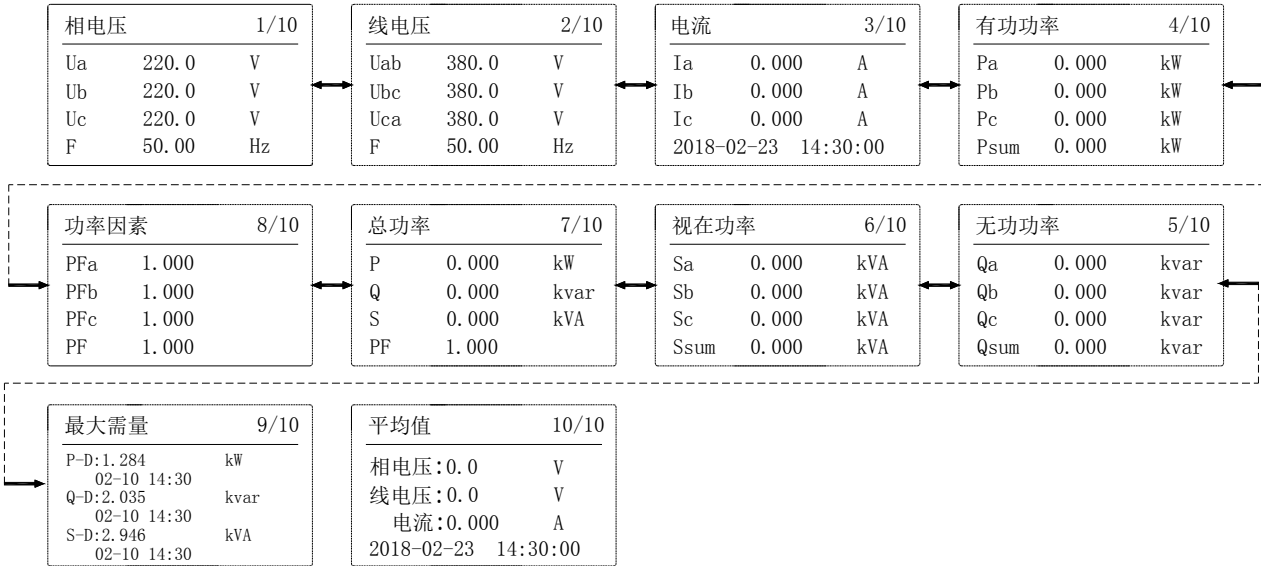 相电压 1/10
Ua 220.0 V
Ub 220.0 V
Uc 220.0 V
F 50.00 Hz
线电压 2/10
Uab 380.0 V
Ubc 380.0 V
Uca 380.0 V
F 50.00 Hz
电流 3/10
Ia 0.000 A
Ib 0.000 A
Ic 0.000 A
2018-02-23 14:30:00
有功功率 4/10
Pa 0.000 kW
Pb 0.000 kW
Pc 0.000 kW
Psum 0.000 kW
功率因素 8/10
PFa 1.000
PFb 1.000
PFc 1.000
PF 1.000
总功率 7/10
P 0.000 kW
Q 0.000 kvar
S 0.000 kVA
PF 1.000
视在功率 6/10
Sa 0.000 kVA
Sb 0.000 kVA
Sc 0.000 kVA
Ssum 0.000 kVA
无功功率 5/10
Qa 0.000 kvar
Qb 0.000 kvar
Qc 0.000 kvar
Qsum 0.000 kvar
最大需量 9/10
P-D:1.284 kW
02-10 14:30
Q-D:2.035 kvar
02-10 14:30
S-D:2.946 kVA
02-10 14:30
平均值 10/10
相电压:0.0 V
线电压:0.0 V
电流:0.000 A
2018-02-23 14:30:00